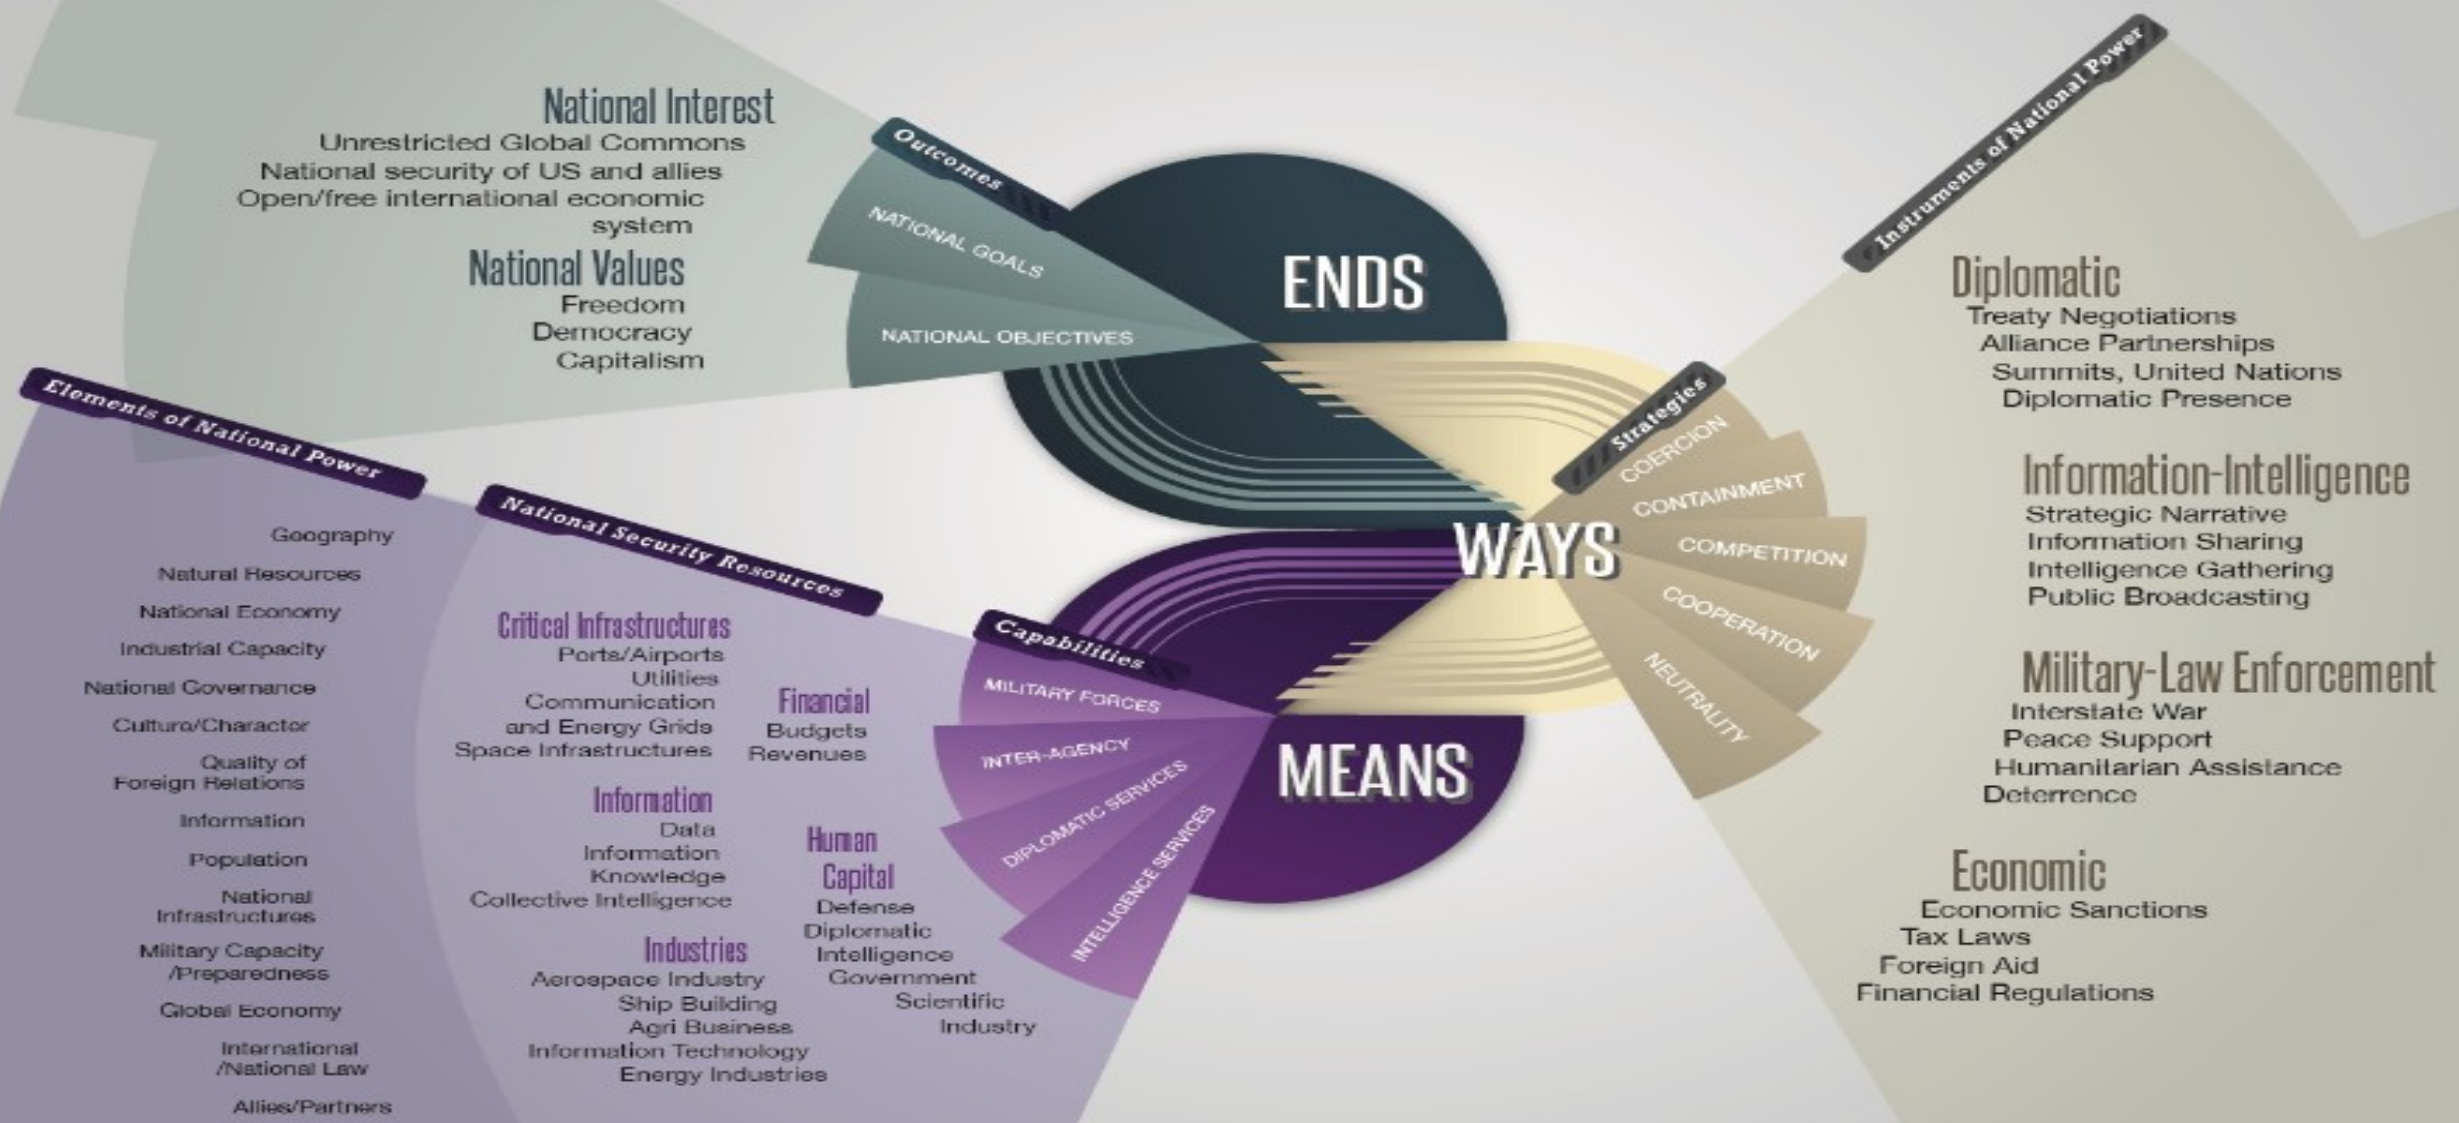 ENDS
Outcomes
NATIONAL GOALS
NATIONAL OBJECTIVES
National Interest
Unrestricted Global Commons
National security of US and allies
Open/free international economic
system
National Values
Freedom
Democracy
Capitalism
WAYS
Strategies
COERCION
CONTAINMENT
COMPETITION
COOPERATION
NEUTRALITY
Instruments of National Power
Diplomatic
Treaty Negotiations
Alliance Partnerships
Summits, United Nations
Diplomatic Presence
Information-Intelligence
Strategic Narrative
Information Sharing
Intelligence Gathering
Public Broadcasting
Military-Law Enforcement
Interstate War
Peace Support
Humanitarian Assistance
Deterrence
Economic
Economic Sanctions
Tax Laws
Foreign Aid
Financial Regulations
MEANS
Capabilities
MILITARY FORCES
INTER-AGENCY
DIPLOMATIC SERVICES
INTELLIGENCE SERVICES
National Security Resources
Critical Infrastructures
Ports/Airports
Utilities
Communication
and Energy Grids
Space Infrastructures
Financial
Budgets
Revenues
Information
Data
Information
Knowledge
Collective Intelligence
Human
Capital
Defense
Diplomatic
Intelligence
Government
Scientific
Industry
Industries
Aerospace Industry
Ship Building
Agri Business
Information Technology
Energy Industries
Elements of National Power
Geography
Natural Resources
National Economy
Industrial Capacity
National Governance
Culture/Character
Quality of
Foreign Relations
Information
Population
National
Infrastructures
Military Capacity
/Preparedness
Global Economy
International
/National Law
Allies/Partners